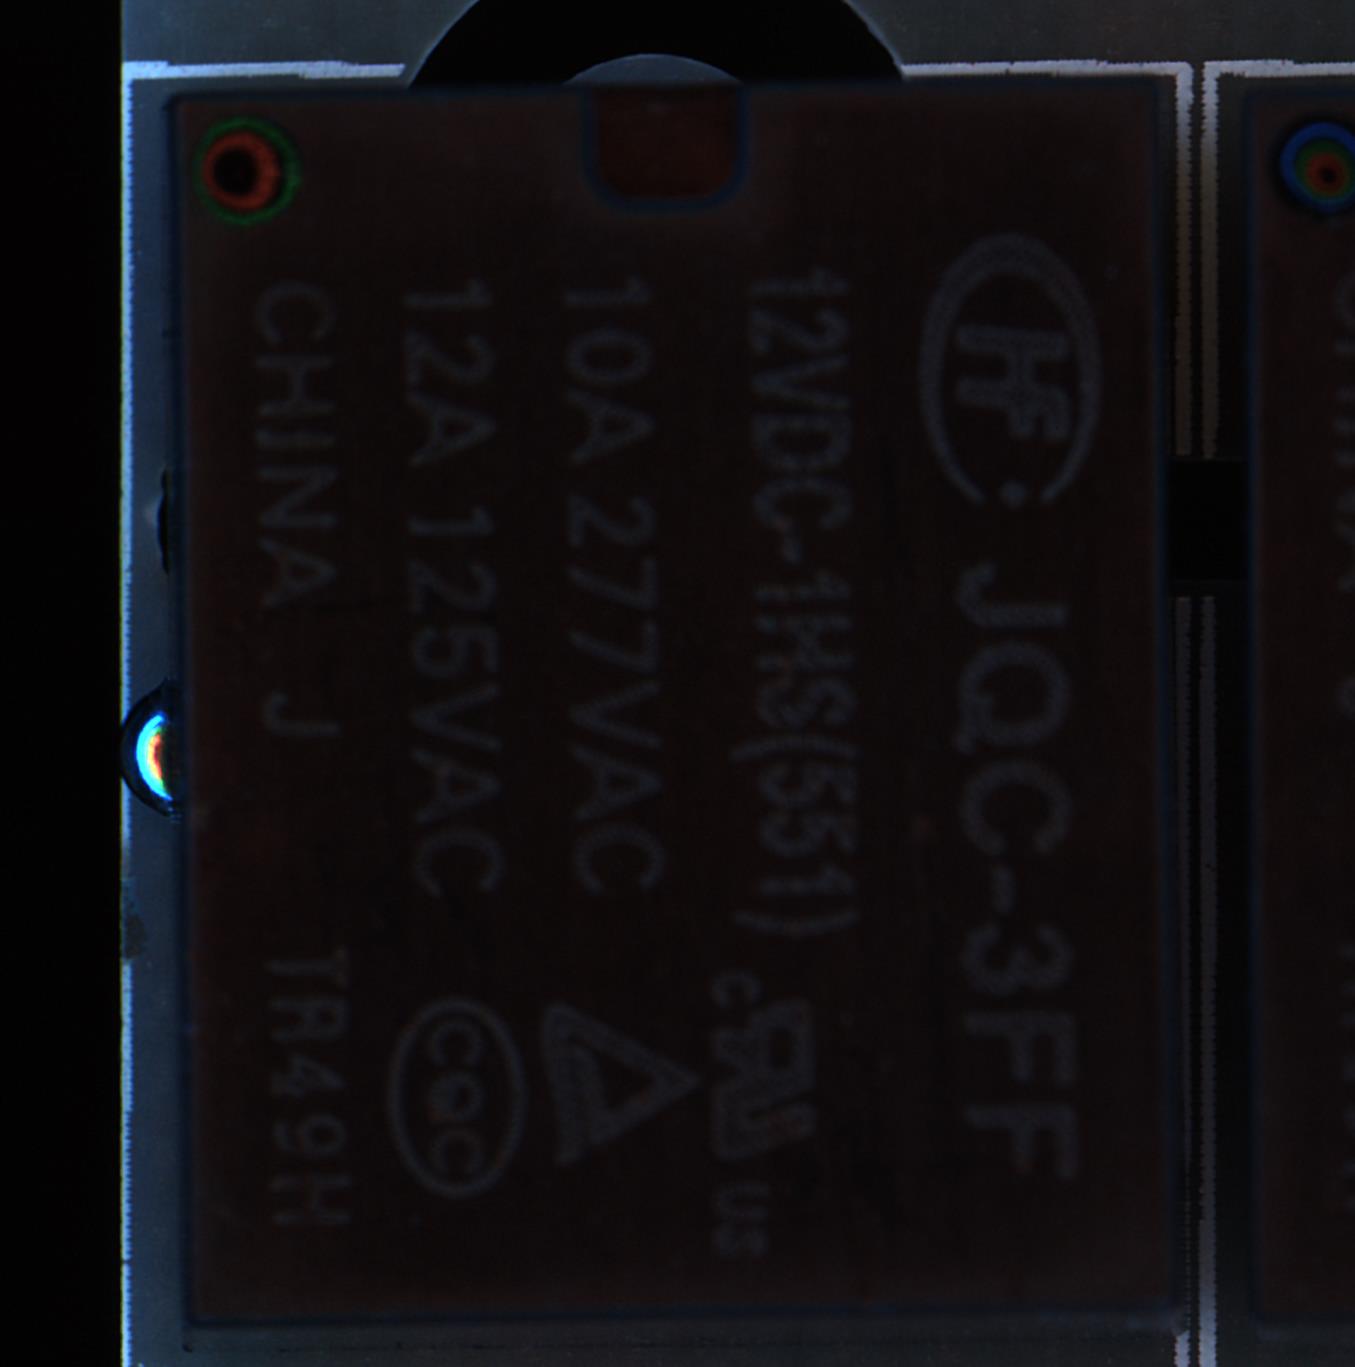 HF
JQC-3FF
12VDC-1HS(551)
c US
10A 277VAC
12A 125VAC
CQC
CHINA J TR49H